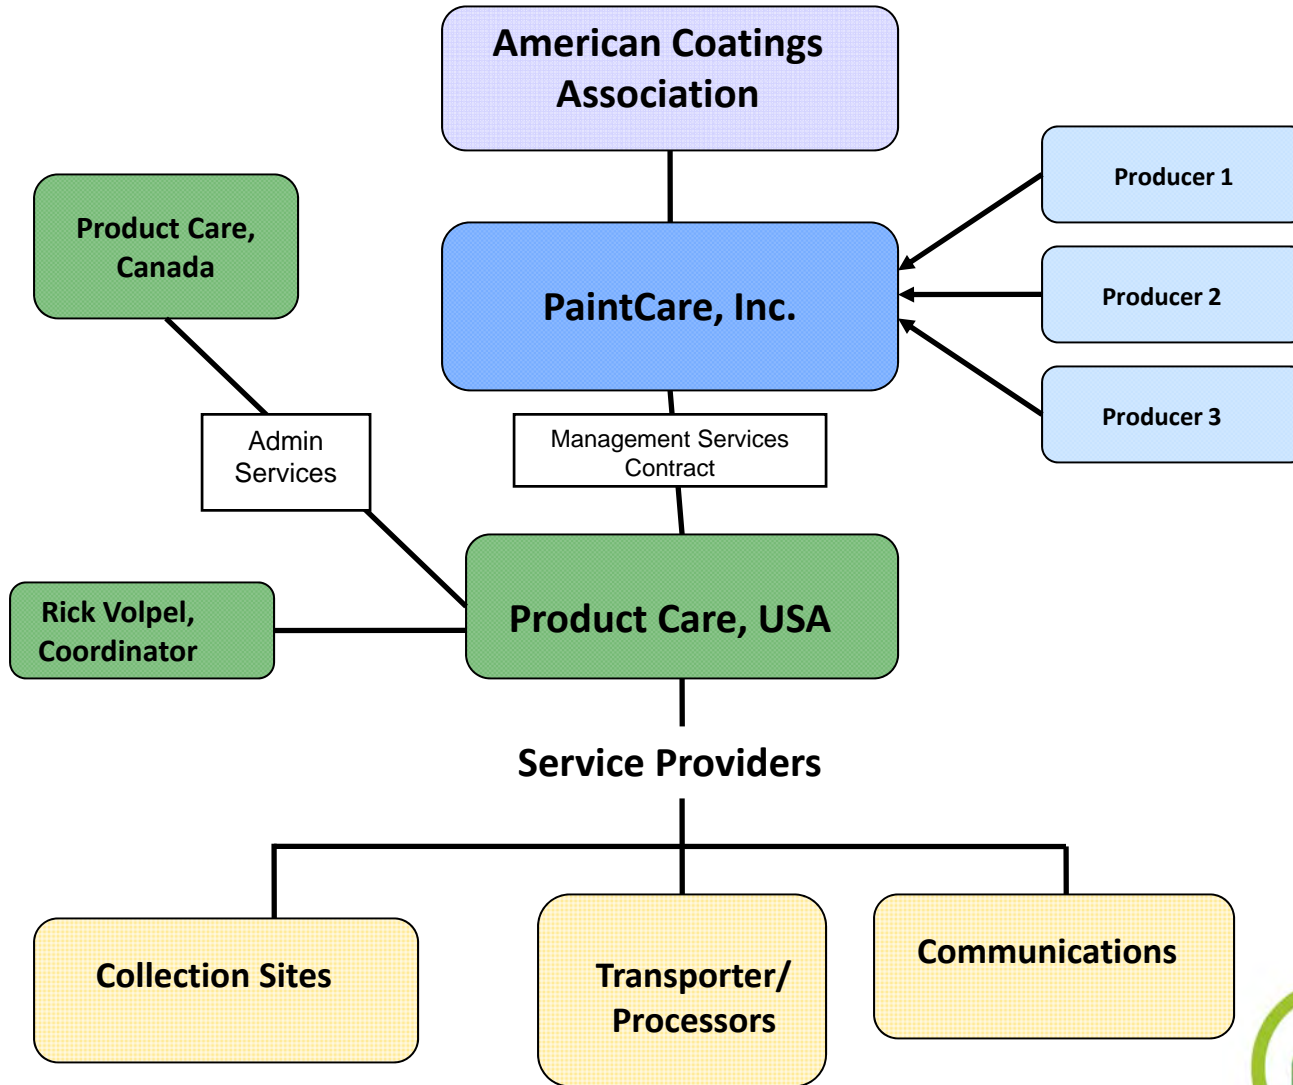 American Coatings
Association
Producer 1
Product Care,
Canada
PaintCare, Inc.
Producer 2
Producer 3
Admin
Services
Management Services
Contract
Rick Volpel,
Coordinator
Product Care, USA
Service Providers
Collection Sites
Transporter/
Processors
Communications